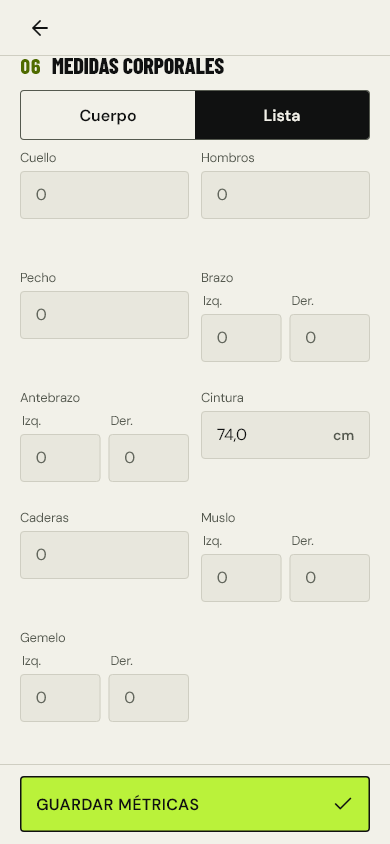 06 MEDIDAS CORPORALES
Cuerpo Lista
Cuello Hombros
0 0
Pecho Brazo
Izq. Der.
0 0 0
Antebrazo Cintura
Izq. Der.
0 0 74,0 cm
Caderas Muslo
Izq. Der.
0 0 0
Gemelo
Izq. Der.
0 0
GUARDAR MÉTRICAS